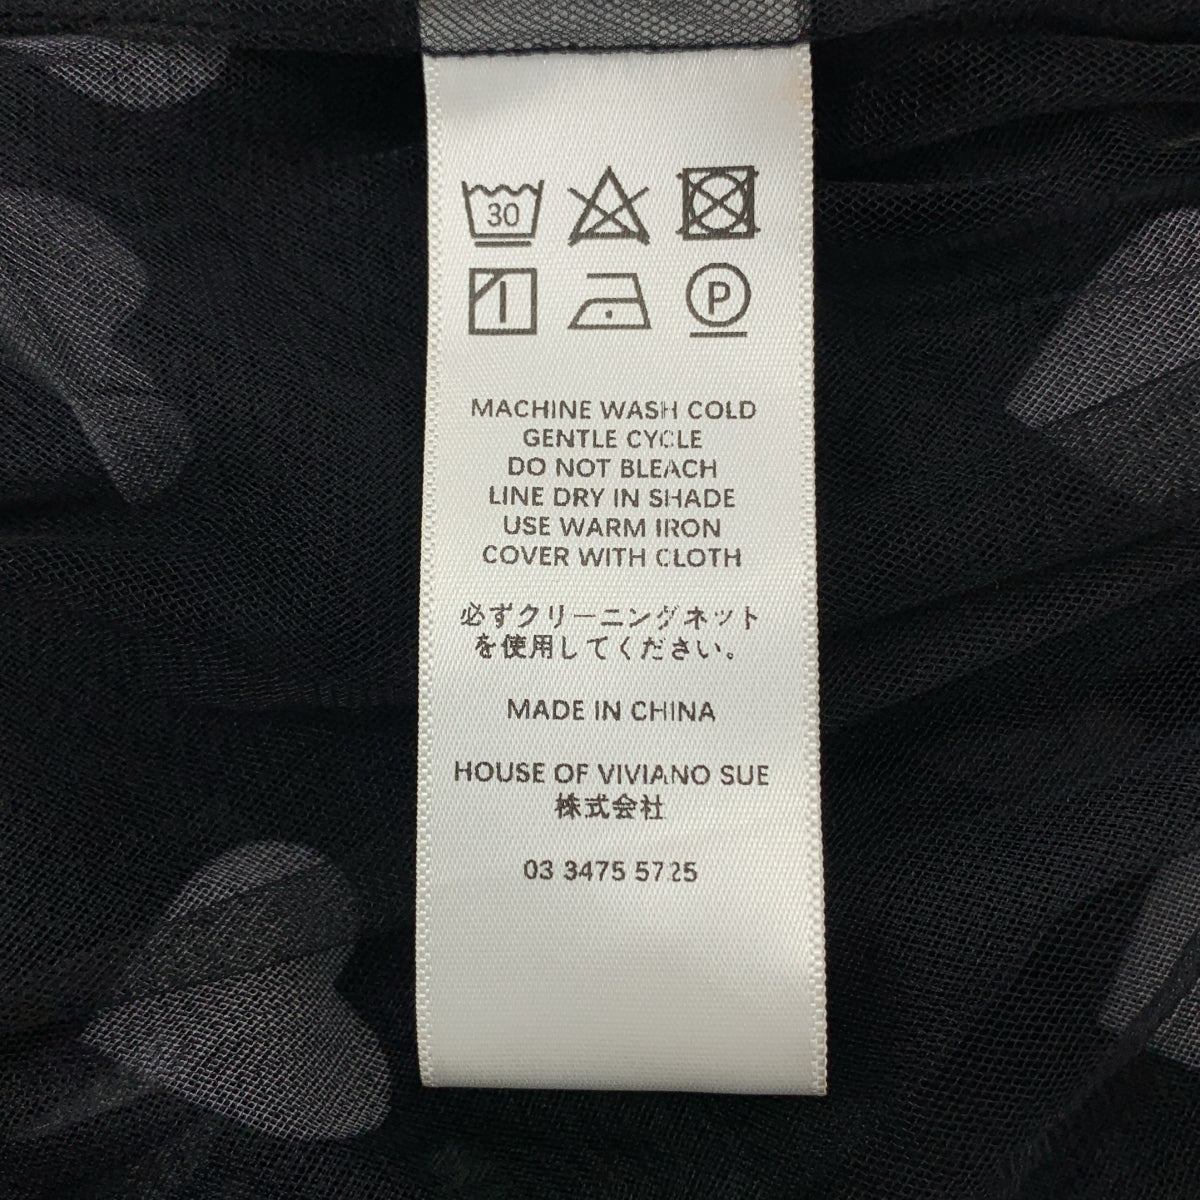 30
P
MACHINE WASH COLD
GENTLE CYCLE
DO NOT BLEACH
LINE DRY IN SHADE
USE WARM IRON
COVER WITH CLOTH
必ずクリーニングネット
を使用してください。
MADE IN CHINA
HOUSE OF VIVIANO SUE
株式会社
03 3475 5725